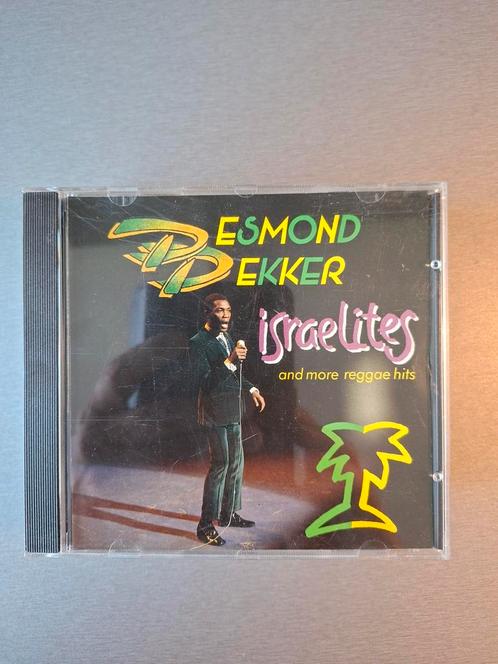 DESMOND
DEKKER
israelites
and more reggae hits